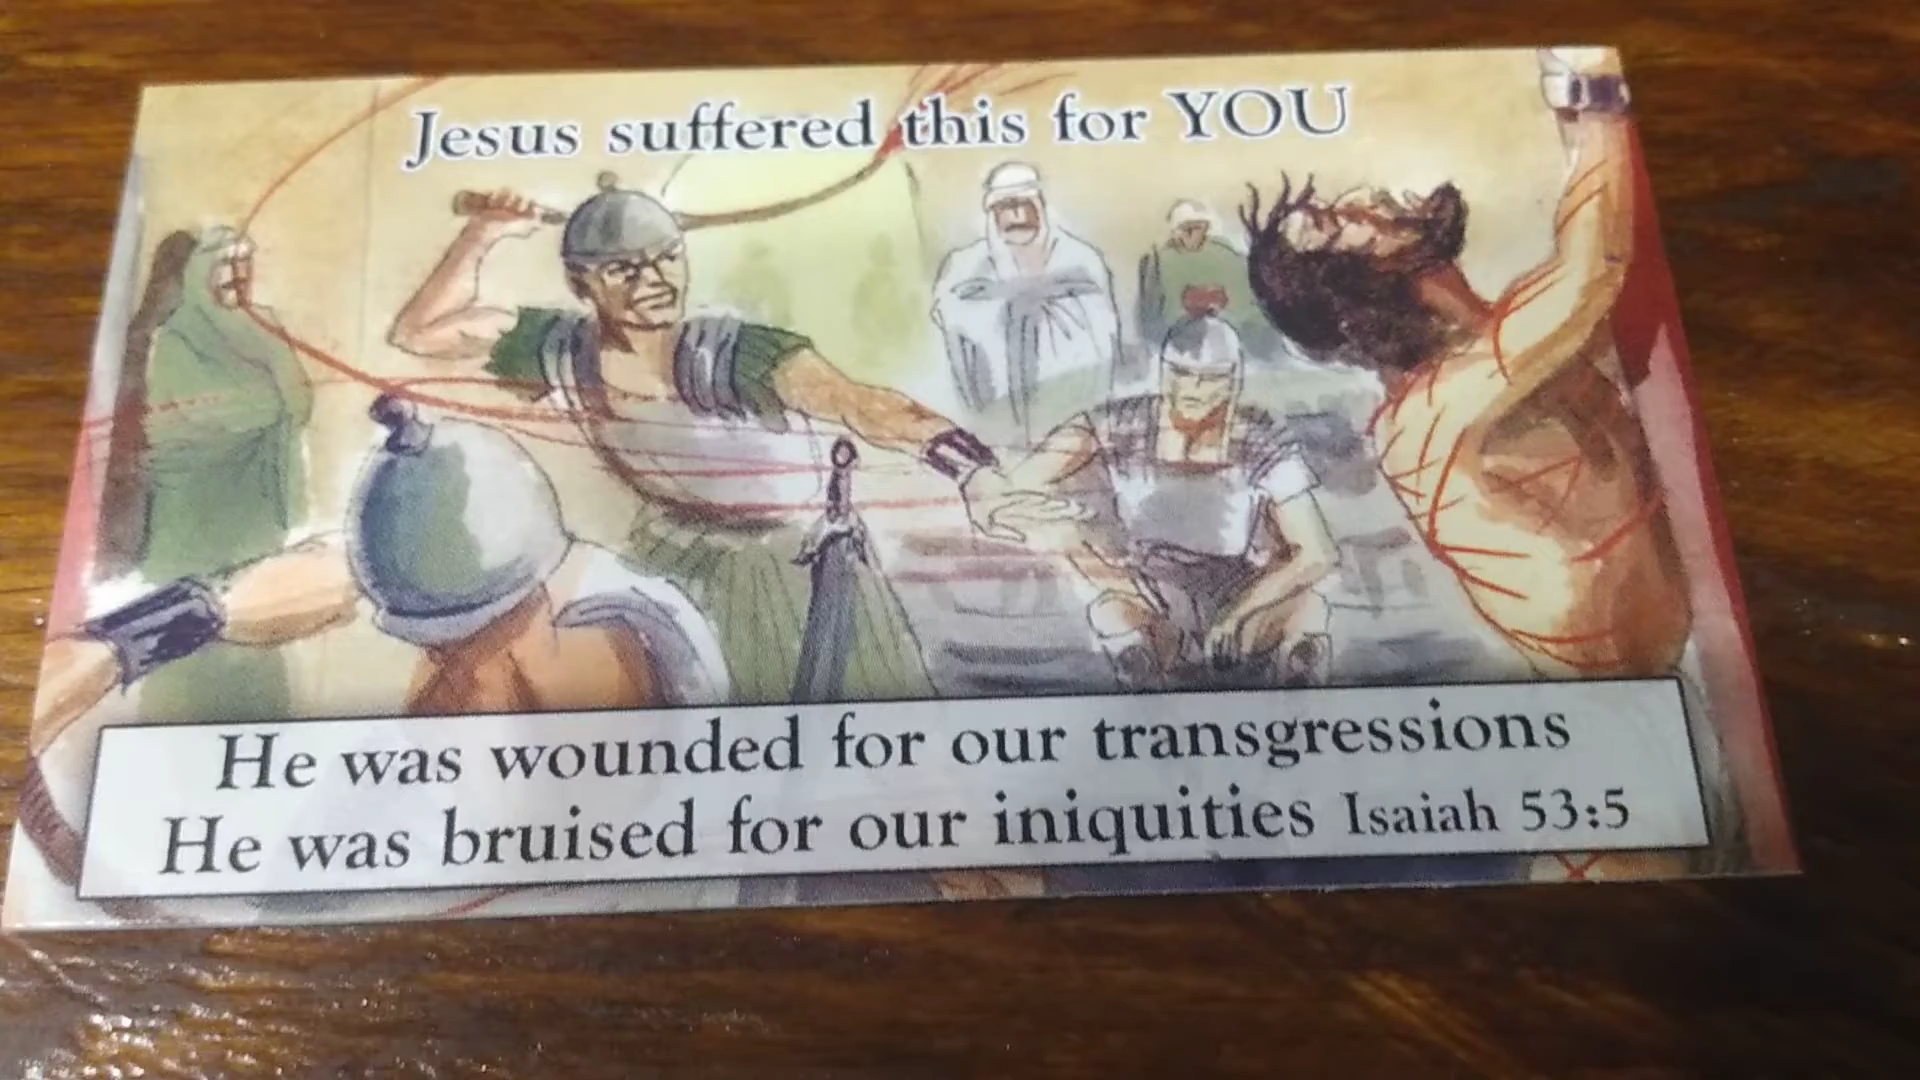 Jesus suffered this for YOU
He was wounded for our transgressions
He was bruised for our iniquities Isaiah 53:5